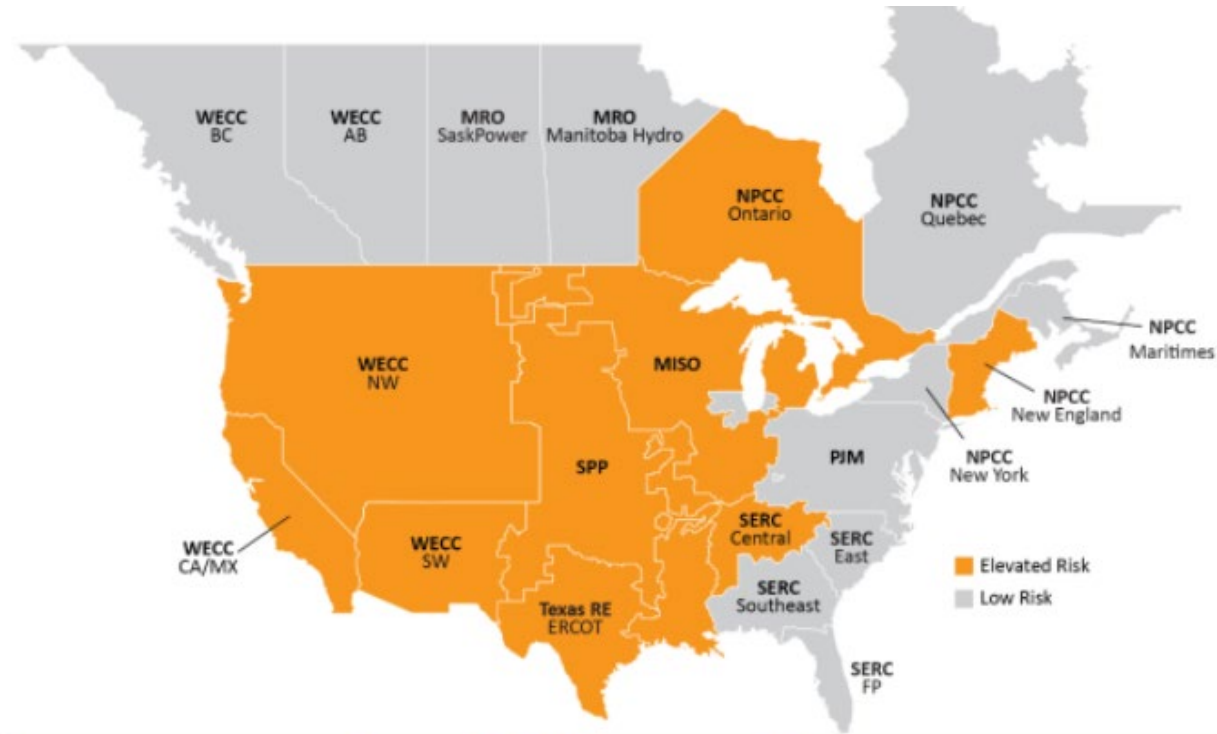 WECC
BC
WECC
AB
MRO
SaskPower
MRO
Manitoba Hydro
NPCC
Ontario
NPCC
Quebec
NPCC
Maritimes
WECC
NW
MISO
NPCC
New England
SPP
PJM
NPCC
New York
WECC
CA/MX
WECC
SW
SERC
Central
SERC
East
Elevated Risk
Low Risk
SERC
Southeast
Texas RE
ERCOT
SERC
FP